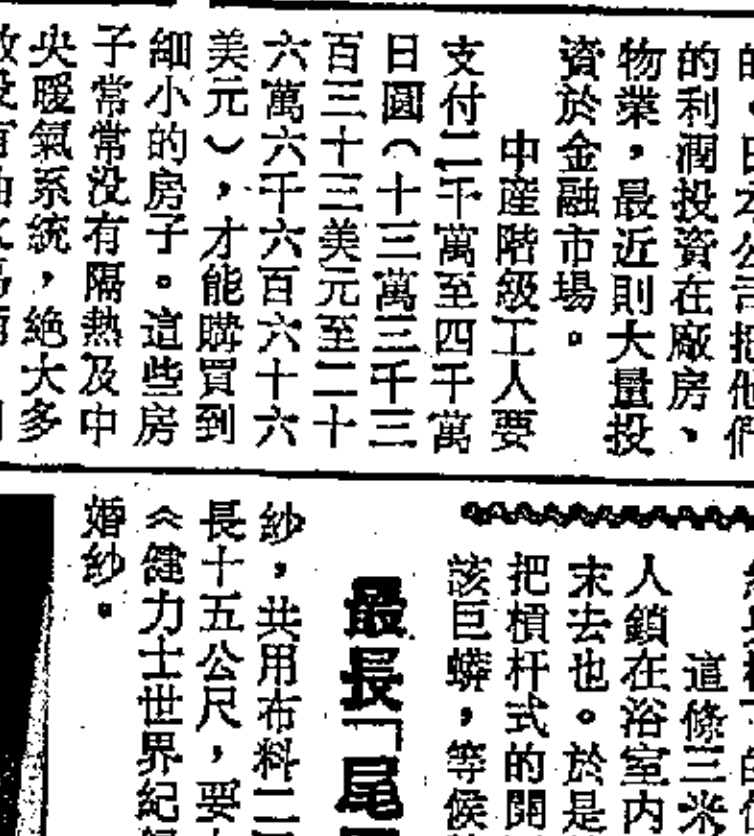 的利潤投資在廠房、
物業，最近則大量投
資於金融市場。
中産階級工人要
支付二千萬至四千萬
日圓（十三萬三千三
百三十三美元至二十
六萬六千六百六十六
美元），才能購買到
細小的房子。這些房
子常常没有隔熱及中
央暖氣系統，絶大多
這條三米
人鎖在浴室内
末去也。於是
把槓杆式的開
該巨蟒，等侯
最長「尾
紗，共用布料二
長十五公尺，要
《健力士世界紀
婚紗。